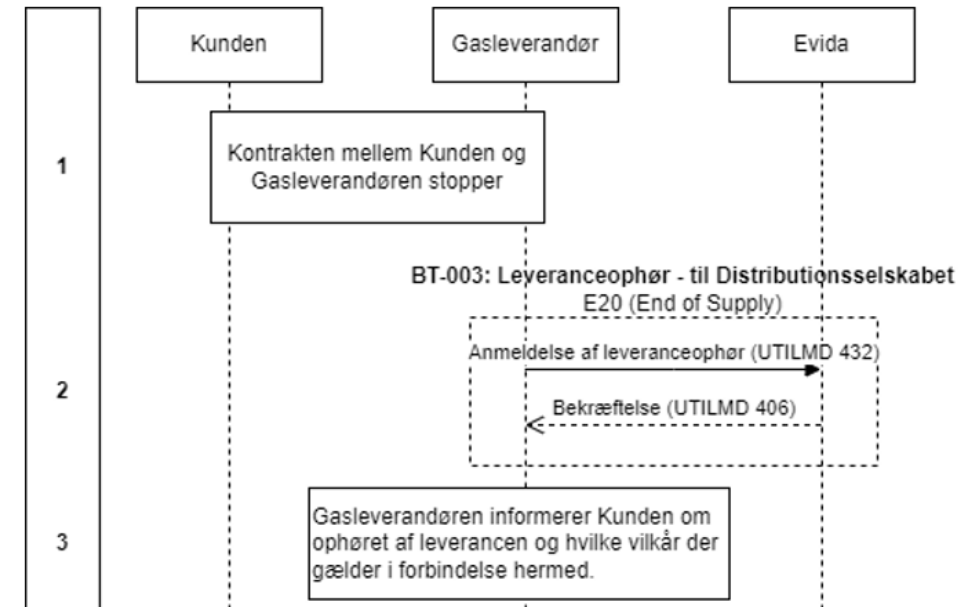 Kunden
Gasleverandør
Evida
1
Kontrakten mellem Kunden og
Gasleverandøren stopper
BT-003: Leveranceophør - til Distributionsselskabet
E20 (End of Supply)
2
Anmeldelse af leveranceophør (UTILMD 432)
Bekræftelse (UTILMD 406)
3
Gasleverandøren informerer Kunden om
ophøret af leverancen og hvilke vilkår der
gælder i forbindelse hermed.